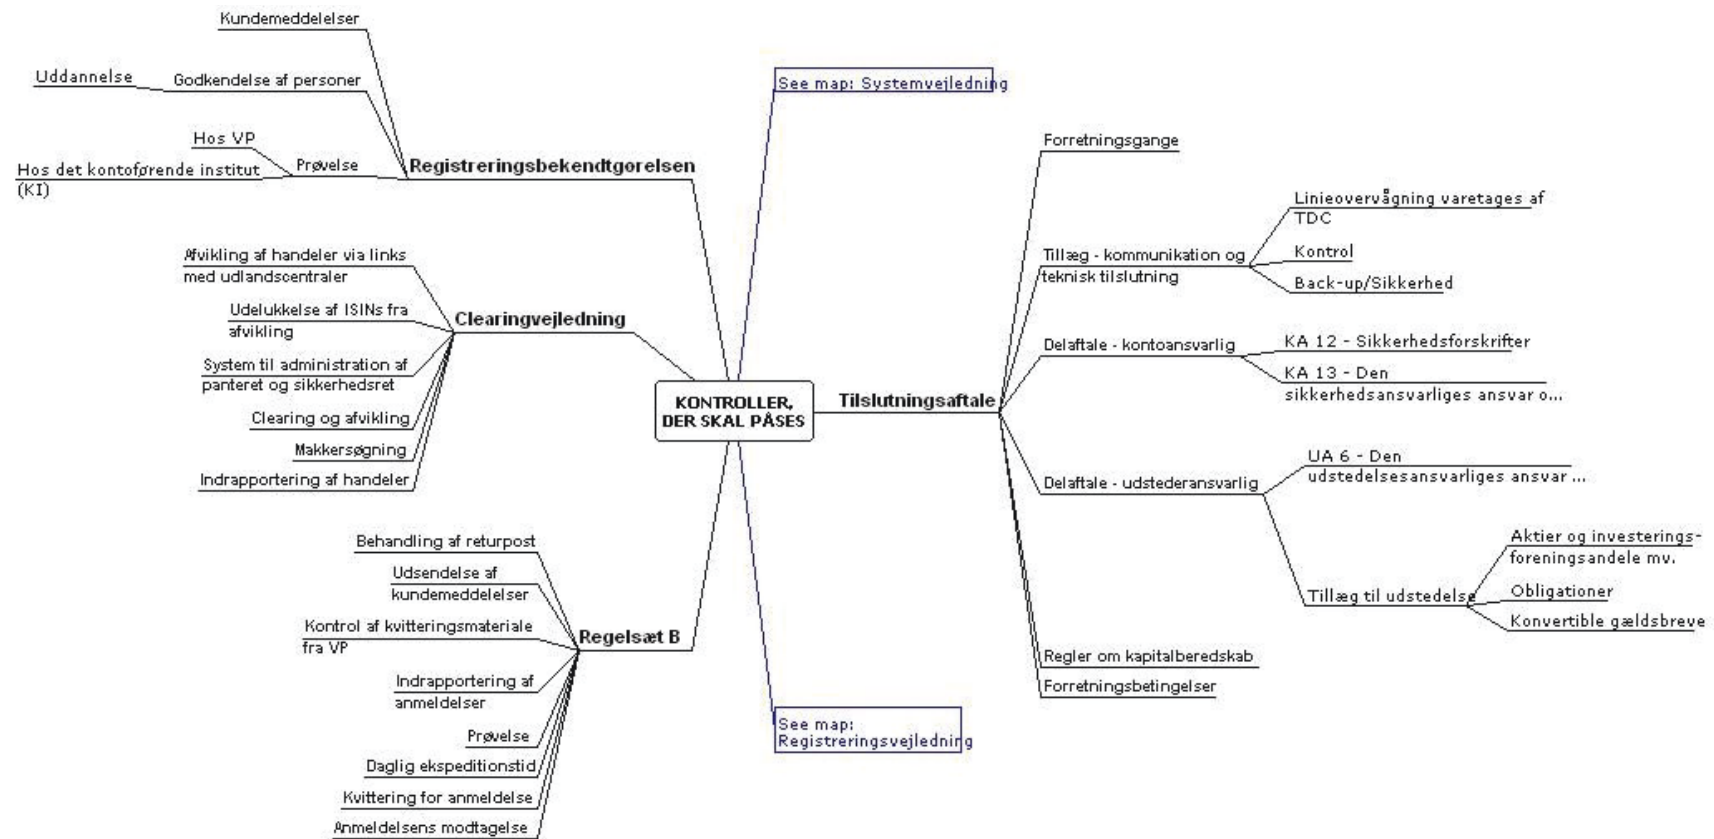 Kundemeddelelser
Uddannelse
Godkendelse af personer
Hos VP
Hos det kontoførende institut
(KI)
Prøvelse
Registreringsbekendtgørelsen
Afvikling af handeler via links
med udlandscentraler
Udelukkelse af ISINs fra
afvikling
System til administration af
panteret og sikkerhedsret
Clearing og afvikling
Makkersøgning
Indrapportering af handeler
Clearingvejledning
Behandling af returpost
Udsendelse af
kundemeddelelser
Kontrol af kvitteringsmateriale
fra VP
Indrapportering af
anmeldelser
Prøvelse
Daglig ekspeditionstid
Kvittering for anmeldelse
Anmeldelsens modtagelse
Regelsæt B
KONTROLLER,
DER SKAL PÅSES
See map: Systemvejledning
See map:
Registreringsvejledning
Tilslutningsaftale
Forretningsgange
Tillæg - kommunikation og
teknisk tilslutning
Linieovervågning varetages af
TDC
Kontrol
Back-up/Sikkerhed
Delaftale - kontoansvarlig
KA 12 - Sikkerhedsforskrifter
KA 13 - Den
sikkerhedsansvarliges ansvar o...
Delaftale - udstederansvarlig
UA 6 - Den
udstedelsesansvarliges ansvar ...
Tillæg til udstedelse
Aktier og investerings-
foreningsandele mv.
Obligationer
Konvertible gældsbreve
Regler om kapitalberedskab
Forretningsbetingelser